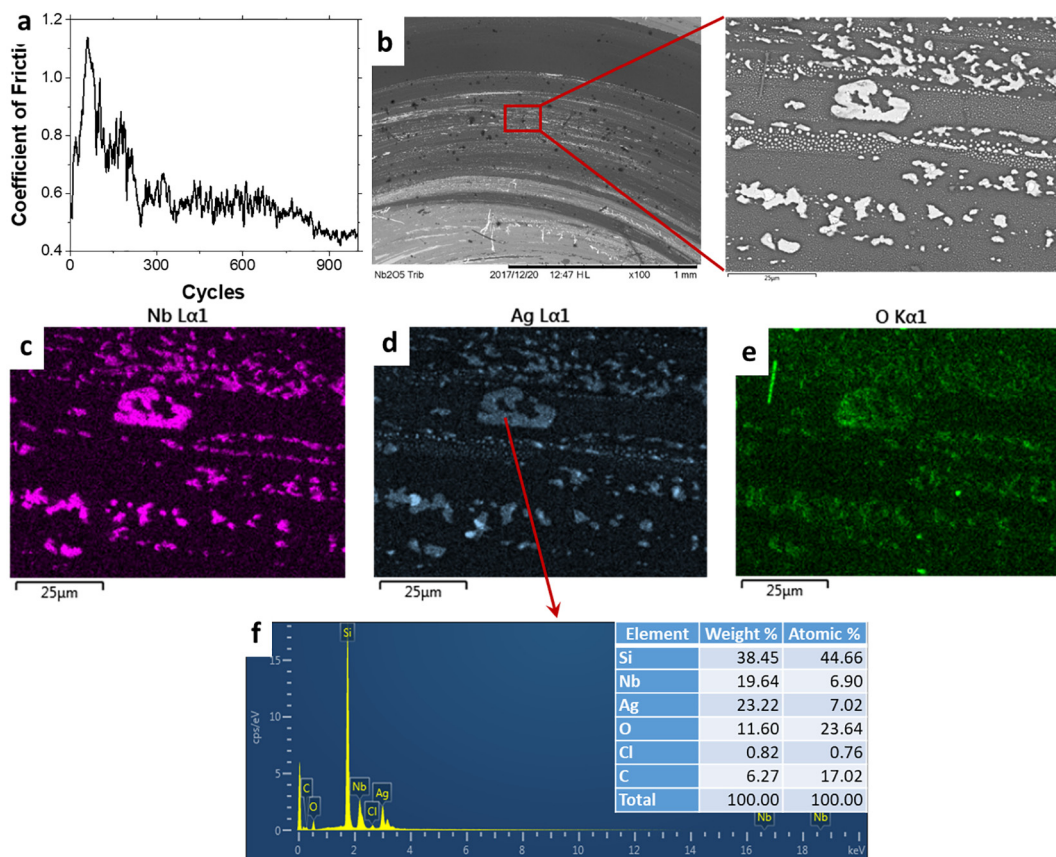 a
Coefficient of Frictio
1.2
1.0
0.8
0.6
0.4
0
300
600
900
Cycles
b
Nb2O5 Trib
2017/12/20 12:47 HL
x100
1 mm
25μm
Nb Lα1
c
25μm
Ag Lα1
d
25μm
O Kα1
e
25μm
f
cps/eV
15
10
5
0
0
2
4
6
8
10
12
14
16
18
keV
C
O
Si
Nb
Cl
Ag
Nb
Nb
Element Weight % Atomic %
Si 38.45 44.66
Nb 19.64 6.90
Ag 23.22 7.02
O 11.60 23.64
Cl 0.82 0.76
C 6.27 17.02
Total 100.00 100.00